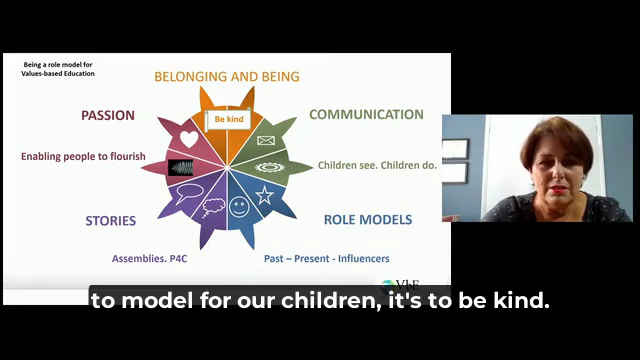 Being a role model for
Values-based Education
BELONGING AND BEING
PASSION
Be kind
COMMUNICATION
Enabling people to flourish
Children see. Children do.
STORIES
ROLE MODELS
Assemblies. P4C
Past – Present - Influencers
VbE
to model for our children, it's to be kind.